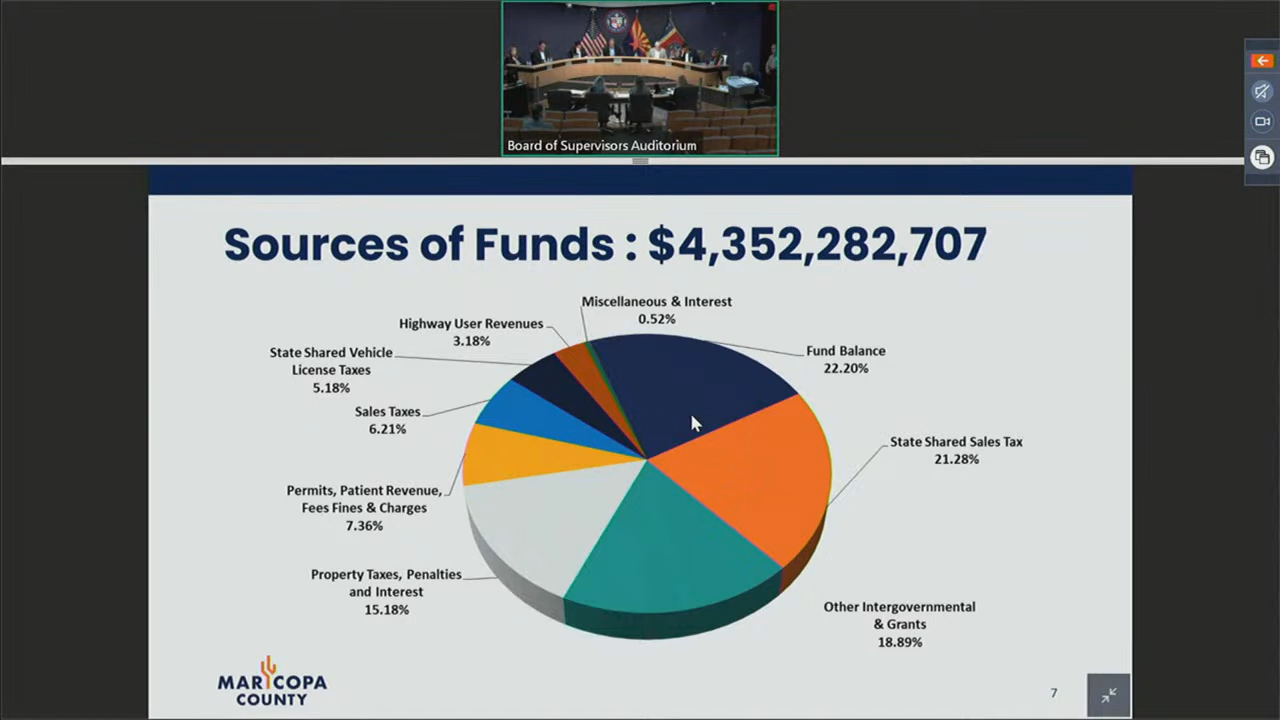 Board of Supervisors Auditorium
Sources of Funds : $4,352,282,707
Miscellaneous & Interest
0.52%
Highway User Revenues
3.18%
State Shared Vehicle
License Taxes
5.18%
Sales Taxes
6.21%
Permits, Patient Revenue,
Fees Fines & Charges
7.36%
Property Taxes, Penalties
and Interest
15.18%
Fund Balance
22.20%
State Shared Sales Tax
21.28%
Other Intergovernmental
& Grants
18.89%
MARICOPA
COUNTY
7